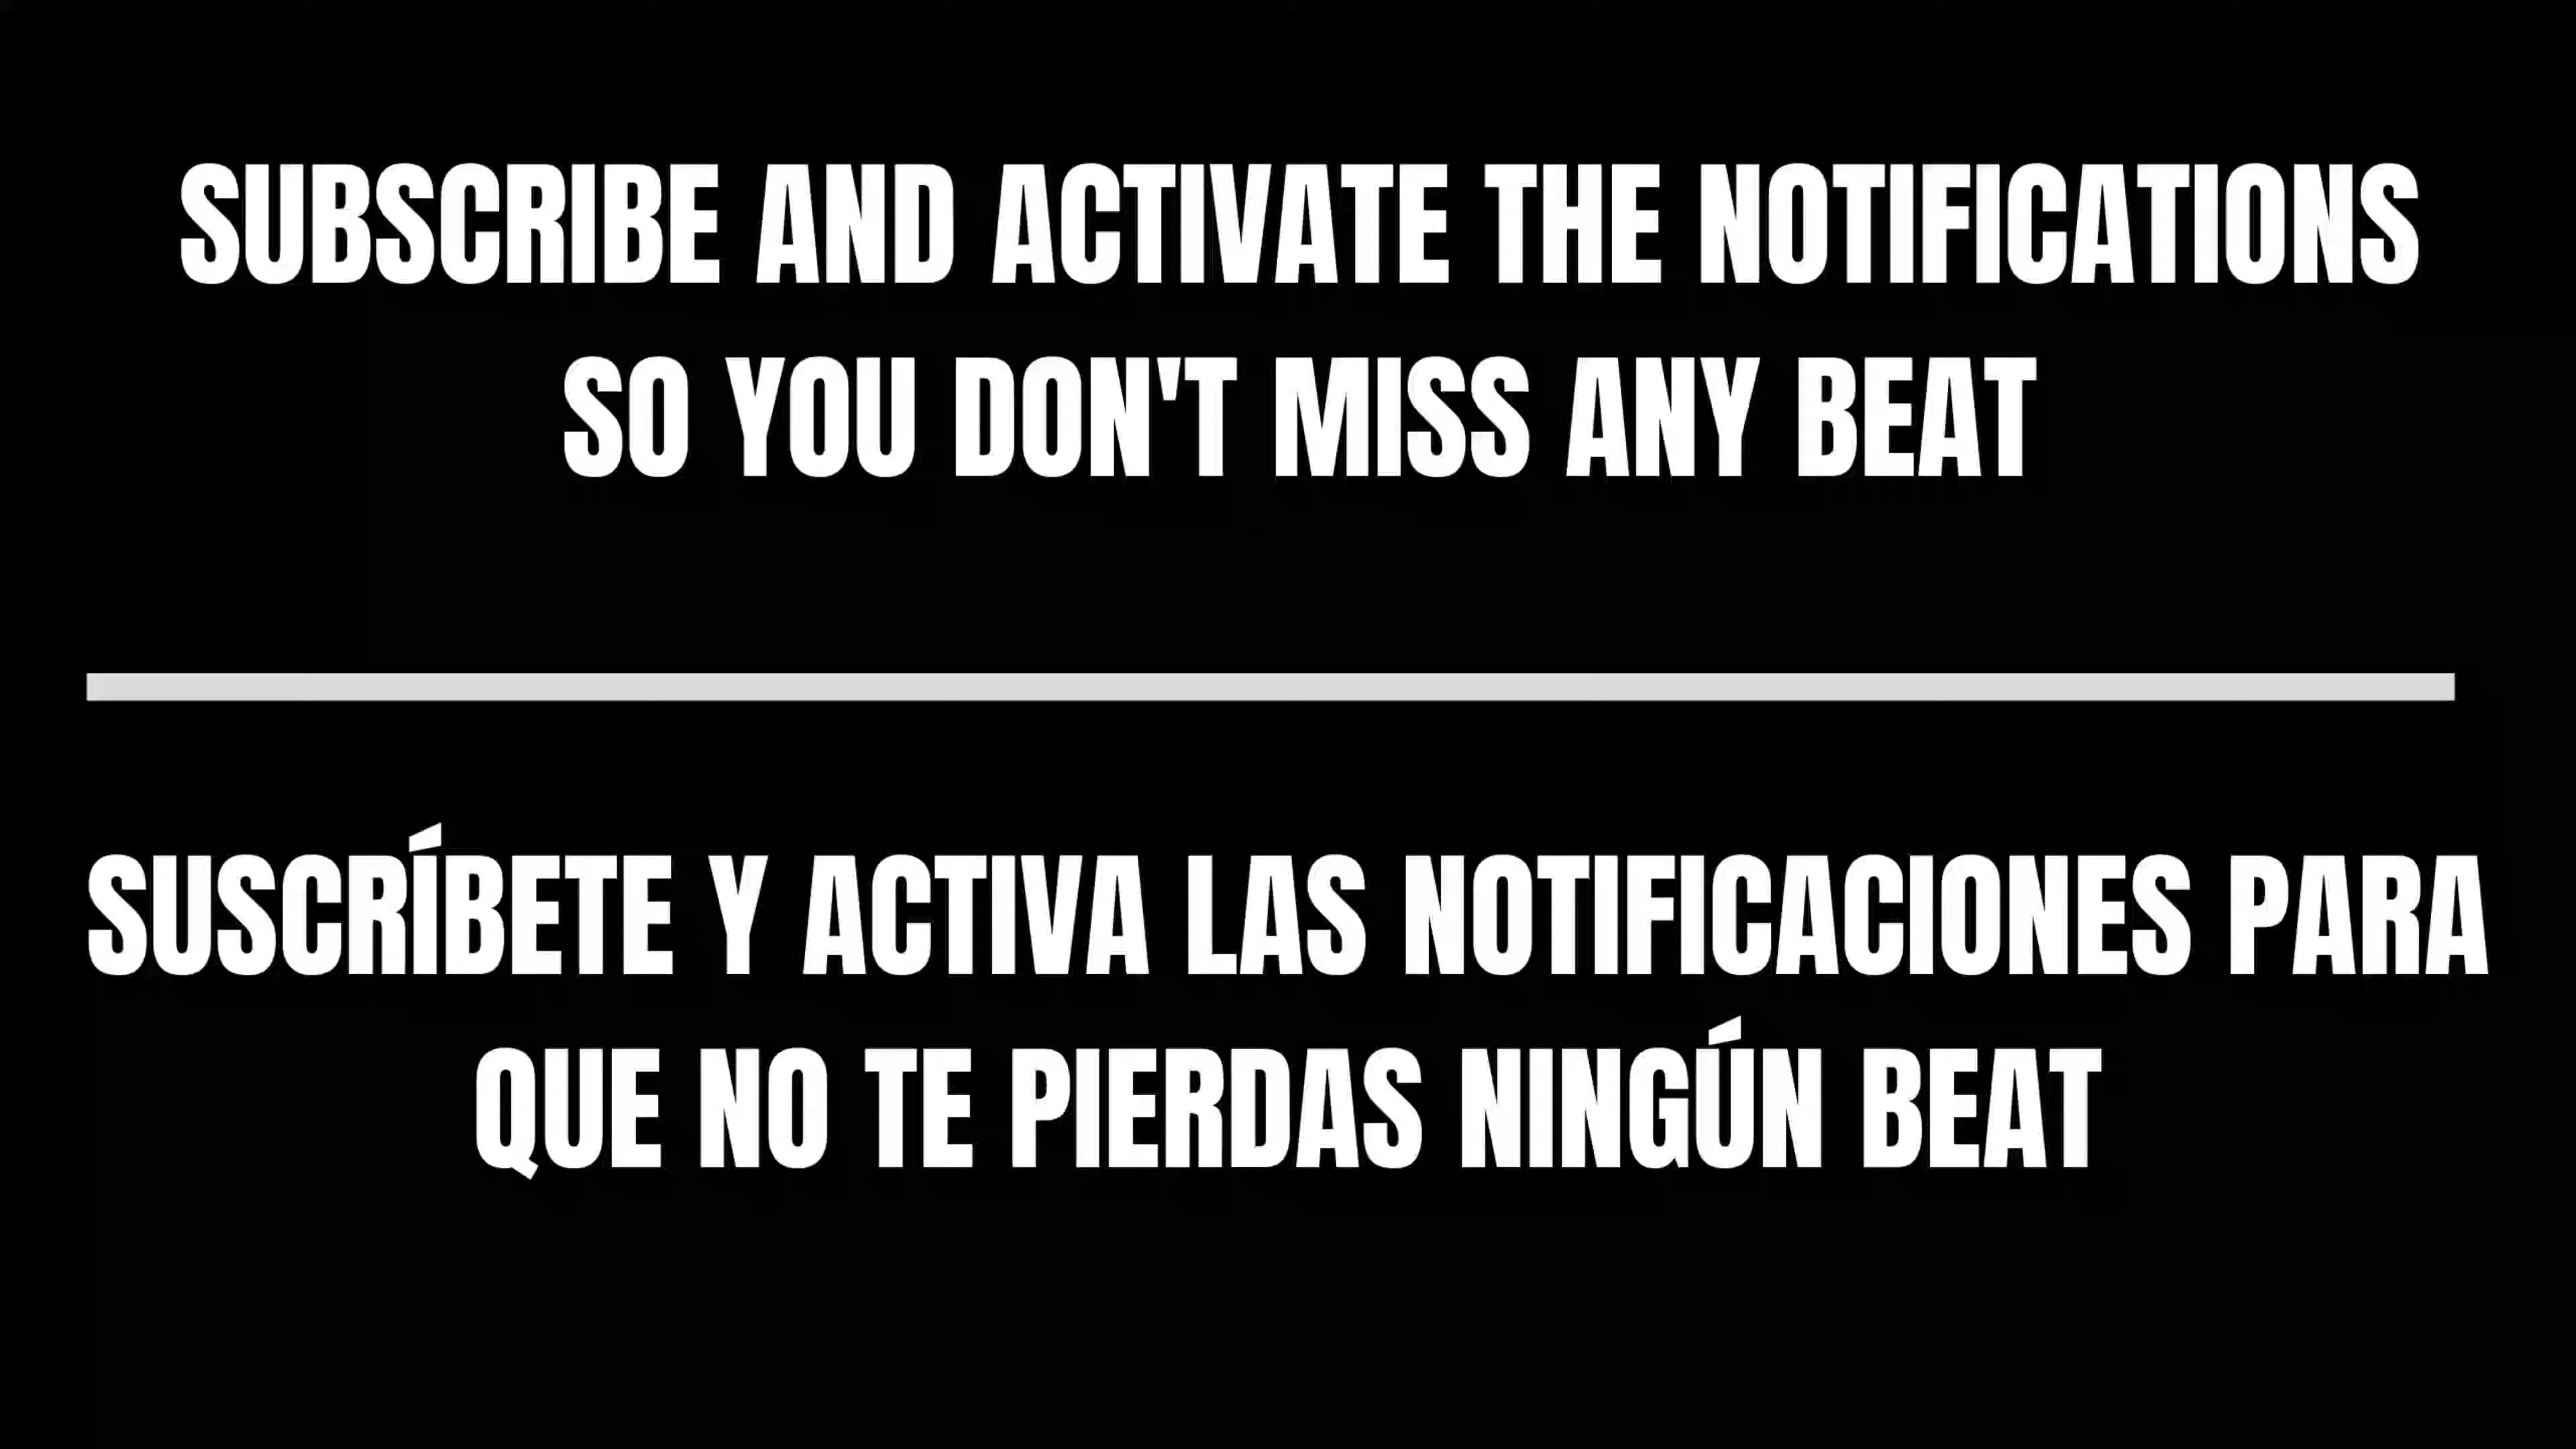 SUBSCRIBE AND ACTIVATE THE NOTIFICATIONS
SO YOU DON'T MISS ANY BEAT
SUSCRÍBETE Y ACTIVA LAS NOTIFICACIONES PARA
QUE NO TE PIERDAS NINGÚN BEAT